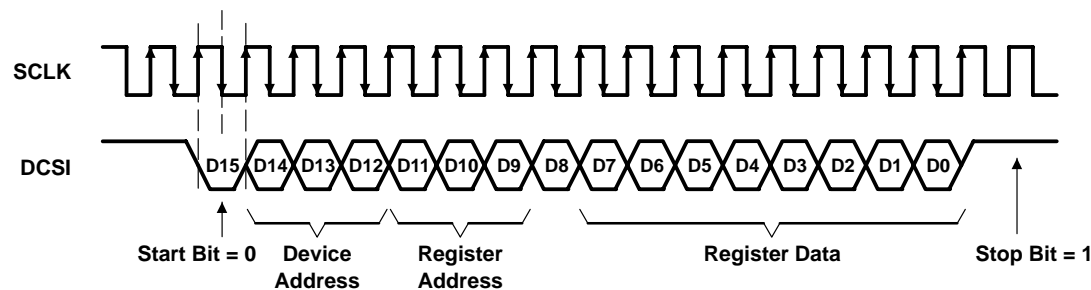 SCLK
DCSI
D15 D14 D13 D12 D11 D10 D9 D8 D7 D6 D5 D4 D3 D2 D1 D0
Start Bit = 0
Device
Address
Register
Address
Register Data
Stop Bit = 1